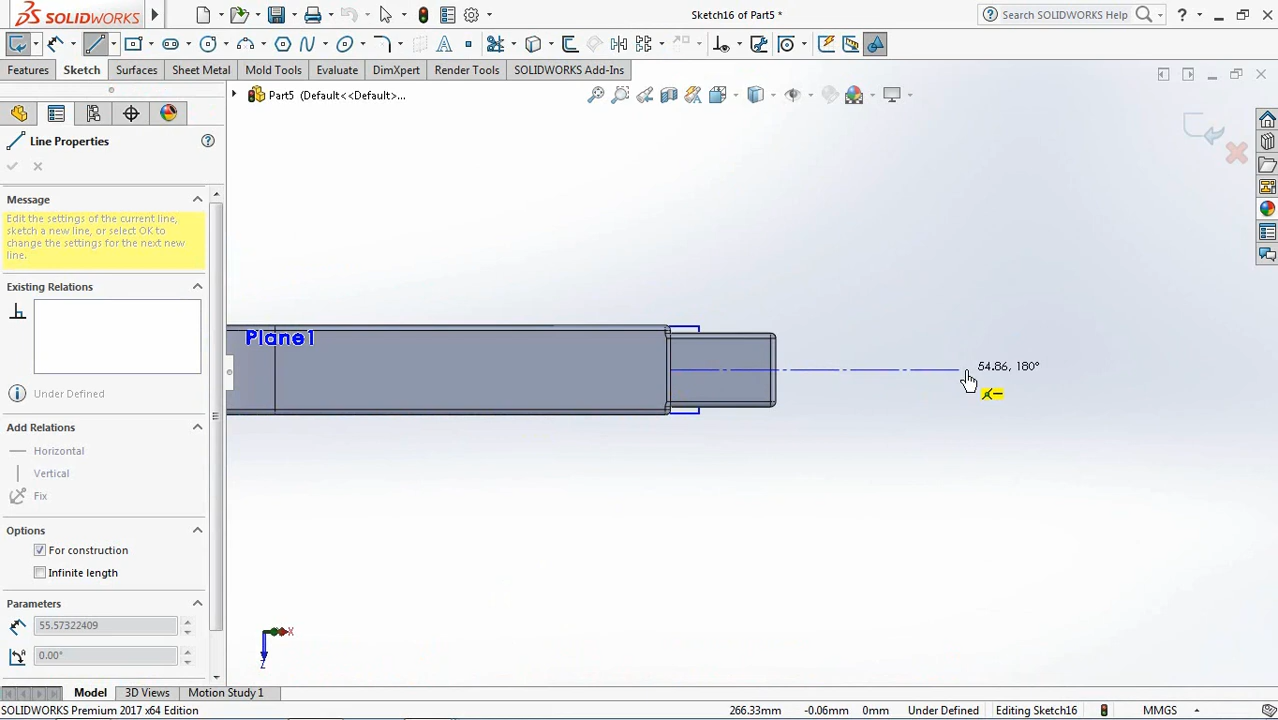 SOLIDWORKS
Sketch16 of Part5 *
Search SOLIDWORKS Help
?
Features
Sketch
Surfaces
Sheet Metal
Mold Tools
Evaluate
DimXpert
Render Tools
SOLIDWORKS Add-Ins
Part5 (Default<<Default>...
Line Properties
?
Message
Edit the settings of the current line,
sketch a new line, or select OK to
change the settings for the next new
line.
Existing Relations
Under Defined
Add Relations
Horizontal
Vertical
Fix
Options
For construction
Infinite length
Parameters
55.57322409
0.00°
Plane1
54.86, 180°
X
Z
Model
3D Views
Motion Study 1
SOLIDWORKS Premium 2017 x64 Edition
266.33mm
-0.06mm
0mm
Under Defined
Editing Sketch16
MMGS